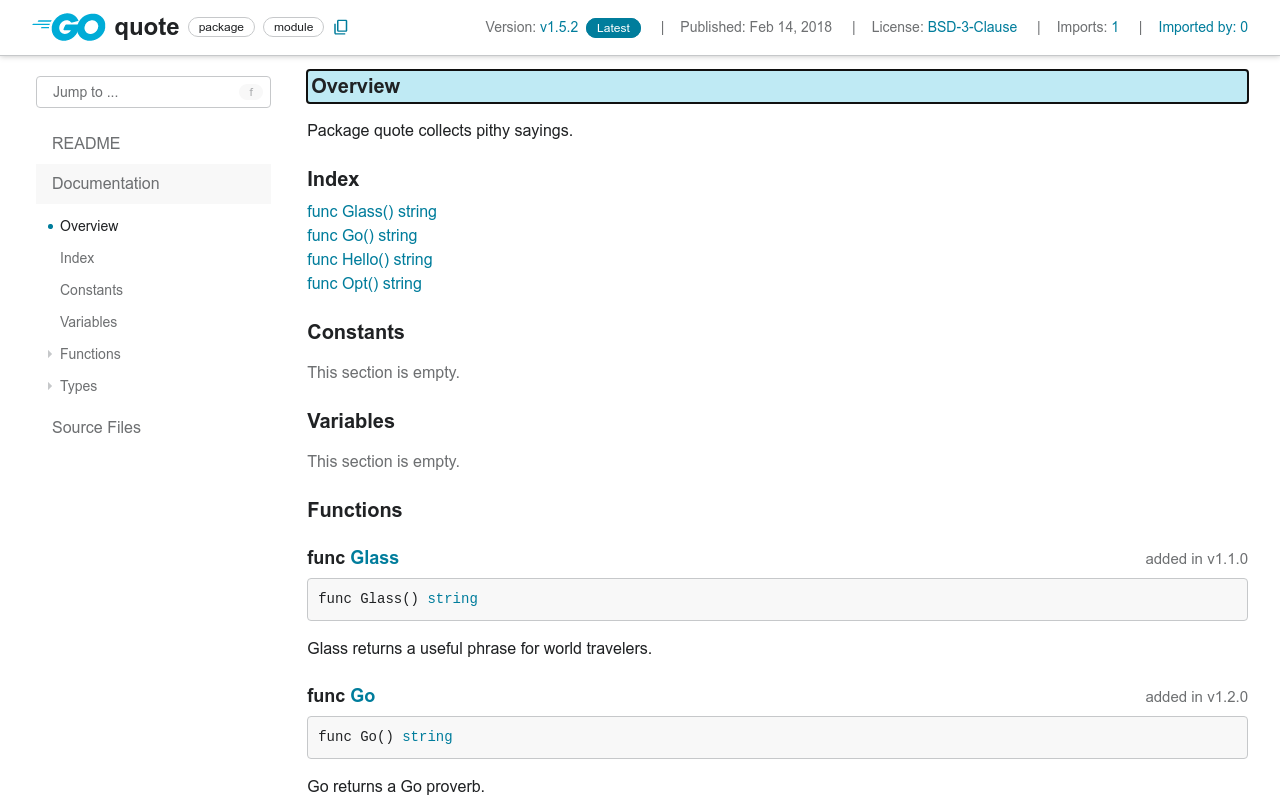 GO quote package module Version: v1.5.2 Latest | Published: Feb 14, 2018 | License: BSD-3-Clause | Imports: 1 | Imported by: 0
Jump to ... f
README
Documentation
Overview
Index
Constants
Variables
Functions
Types
Source Files
Overview
Package quote collects pithy sayings.
Index
func Glass() string
func Go() string
func Hello() string
func Opt() string
Constants
This section is empty.
Variables
This section is empty.
Functions
func Glass added in v1.1.0
func Glass() string
Glass returns a useful phrase for world travelers.
func Go added in v1.2.0
func Go() string
Go returns a Go proverb.